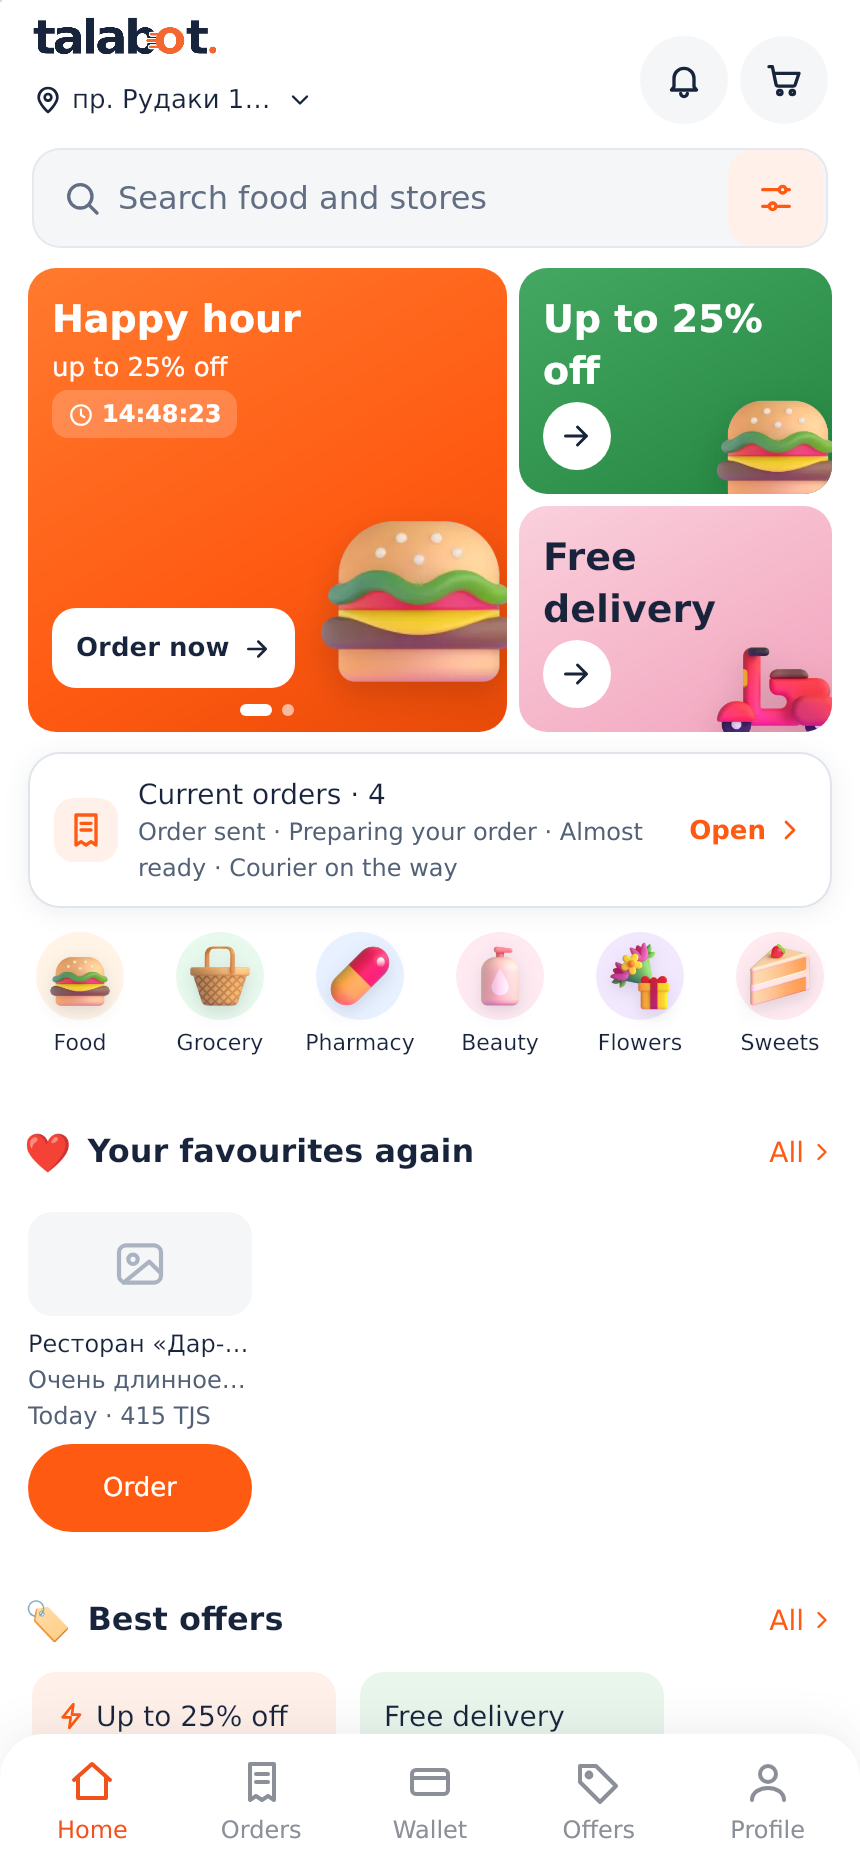 talabot.
пр. Рудаки 1...
Search food and stores
Happy hour
up to 25% off
14:48:23
Order now
Up to 25%
off
Free
delivery
Current orders · 4
Order sent · Preparing your order · Almost
ready · Courier on the way
Open
Food
Grocery
Pharmacy
Beauty
Flowers
Sweets
Your favourites again
All
Ресторан «Дар-...
Очень длинное...
Today · 415 TJS
Order
Best offers
All
Up to 25% off
Free delivery
Home
Orders
Wallet
Offers
Profile